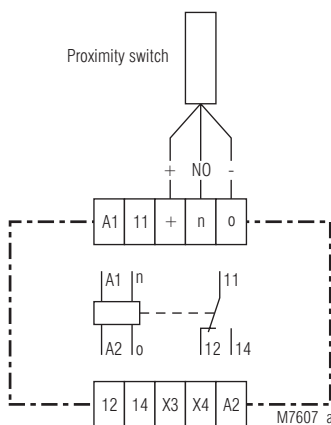 Proximity switch
+ NO -
A1 11 + n o
A1 n 11
A2 o 12 14
12 14 X3 X4 A2
M7607_a